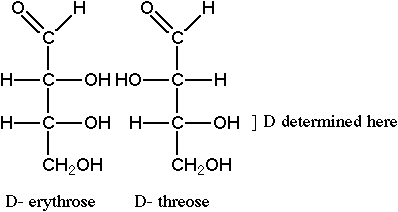 O H O H
C C
H C OH HO C H
H C OH H C OH ] D determined here
CH₂OH CH₂OH
D- erythrose D- threose